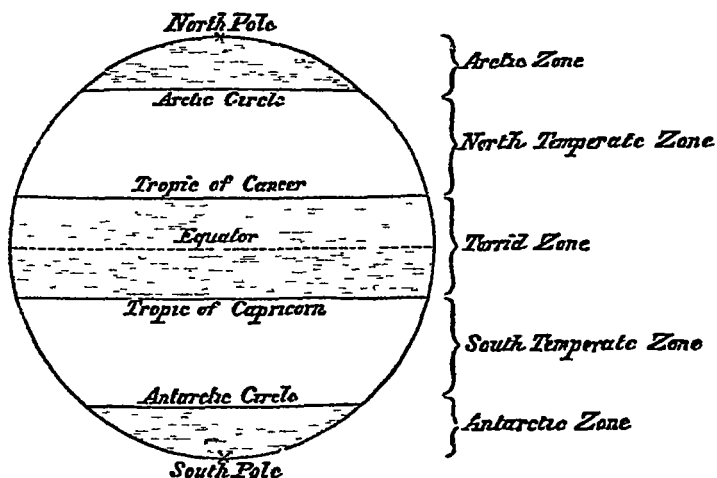 North Pole
Arctic Zone
Arctic Circle
North Temperate Zone
Tropic of Cancer
Equator
Torrid Zone
Tropic of Capricorn
South Temperate Zone
Antarctic Circle
Antarctic Zone
South Pole